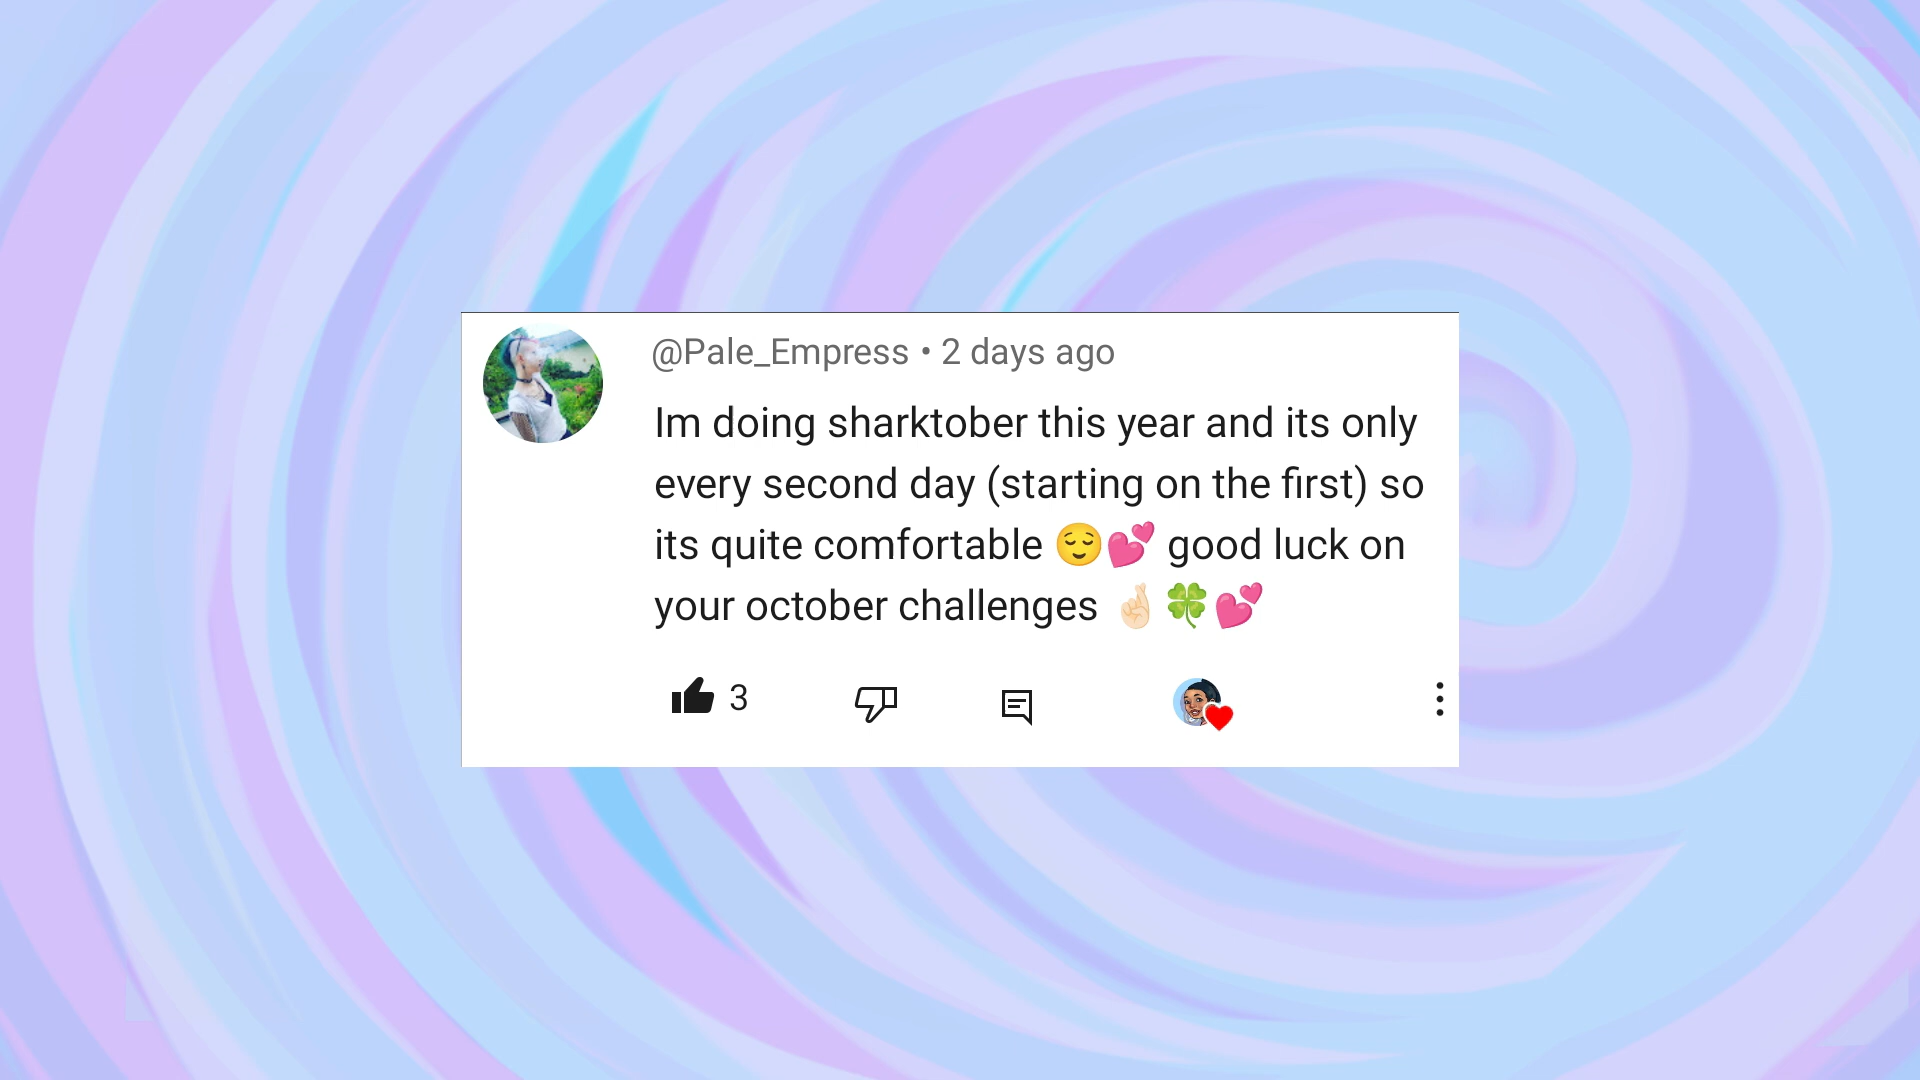 @Pale_Empress • 2 days ago
Im doing sharktober this year and its only
every second day (starting on the first) so
its quite comfortable 😌💕 good luck on
your october challenges 🤞🏻🍀💕
3